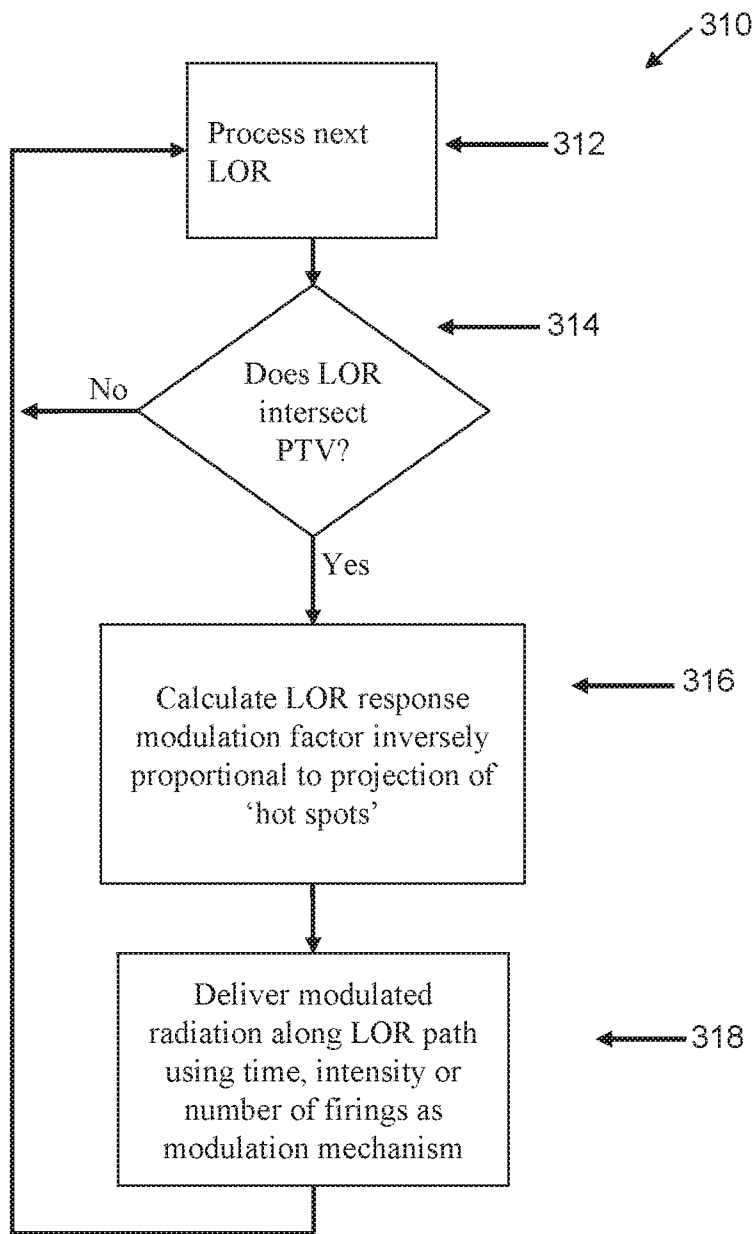 310
Process next
LOR
312
314
Does LOR
intersect
PTV?
No
Yes
316
Calculate LOR response
modulation factor inversely
proportional to projection of
‘hot spots’
Deliver modulated
radiation along LOR path
using time, intensity or
number of firings as
modulation mechanism
318